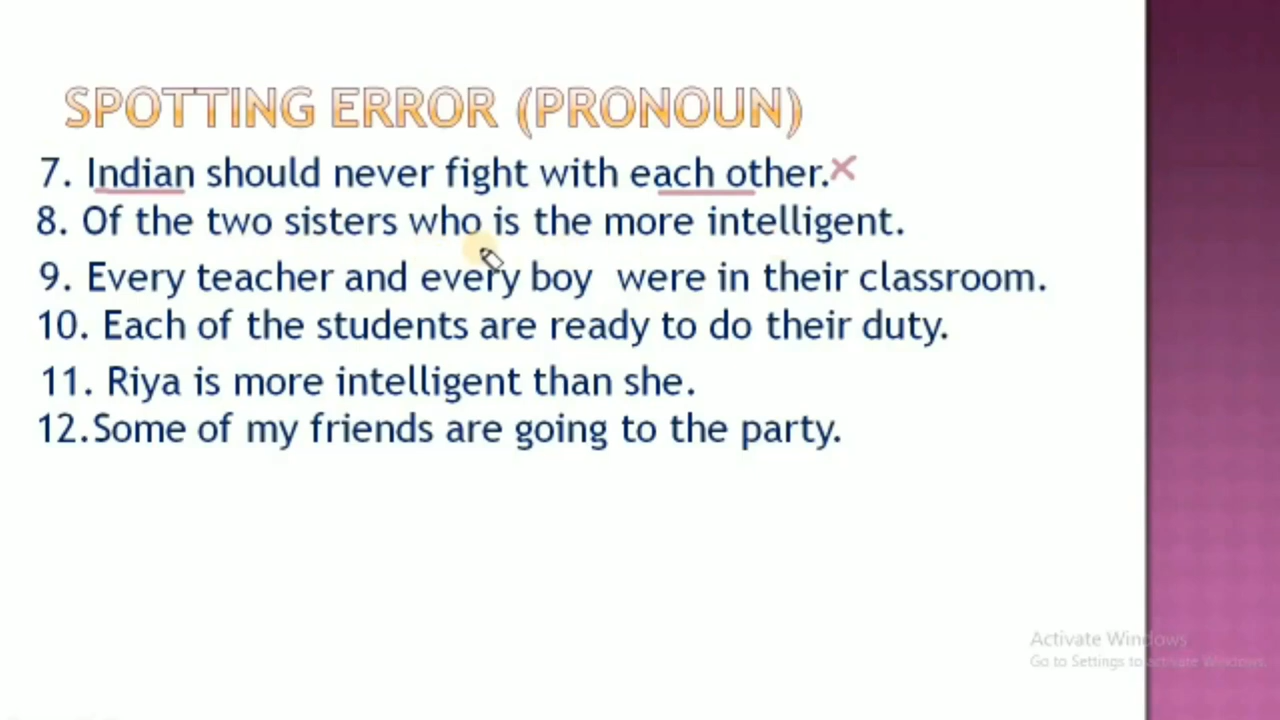 SPOTTING ERROR (PRONOUN)
7. Indian should never fight with each other.
8. Of the two sisters who is the more intelligent.
9. Every teacher and every boy were in their classroom.
10. Each of the students are ready to do their duty.
11. Riya is more intelligent than she.
12.Some of my friends are going to the party.
Activate Windows
Go to Settings to activate Windows.